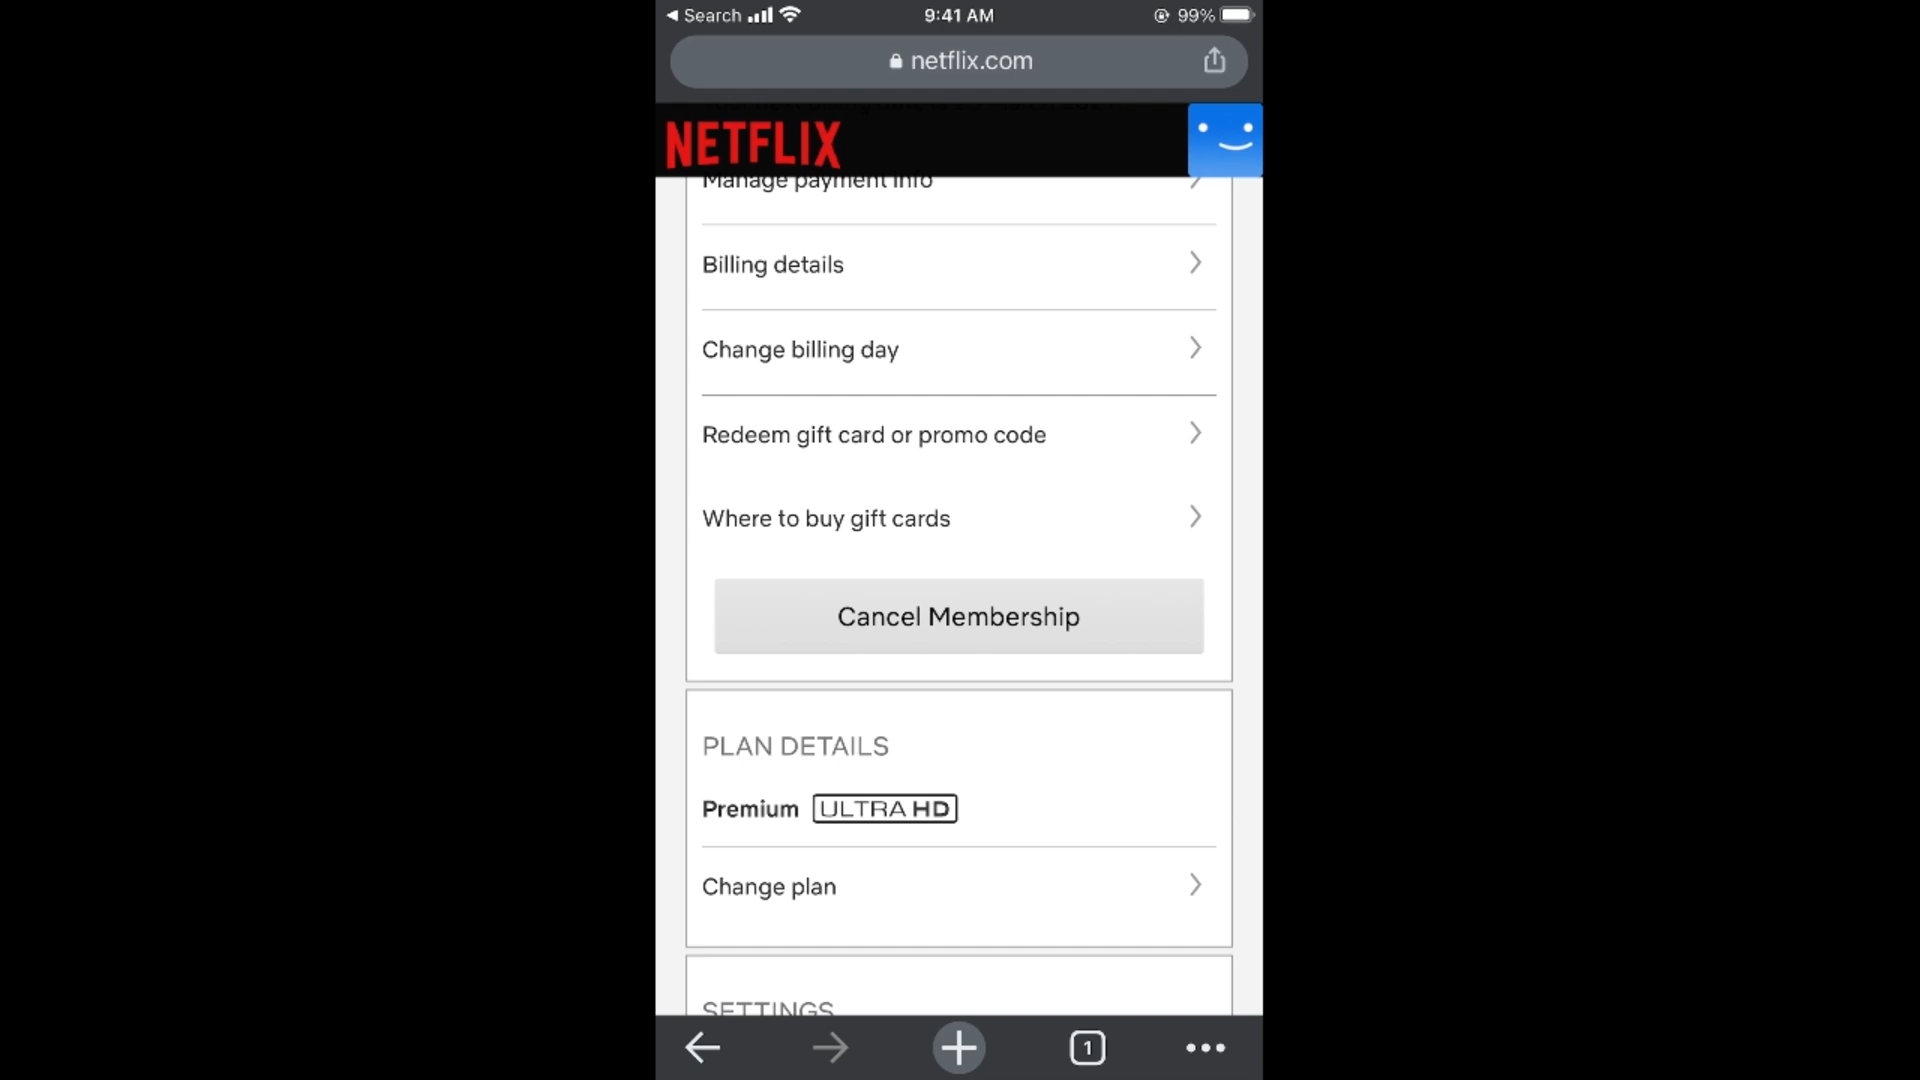 Search 9:41 AM 99%
netflix.com
NETFLIX
Manage payment info
Billing details
Change billing day
Redeem gift card or promo code
Where to buy gift cards
Cancel Membership
PLAN DETAILS
Premium ULTRA HD
Change plan
SETTINGS
1